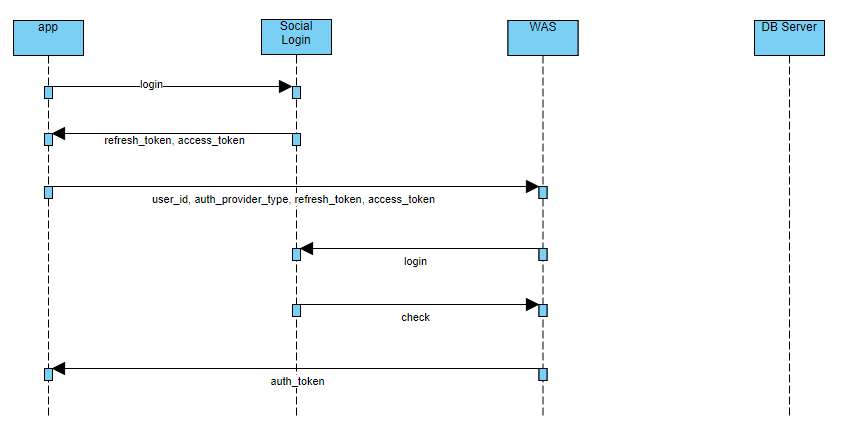 app
Social
Login
WAS
DB Server
login
refresh_token, access_token
user_id, auth_provider_type, refresh_token, access_token
login
check
auth_token